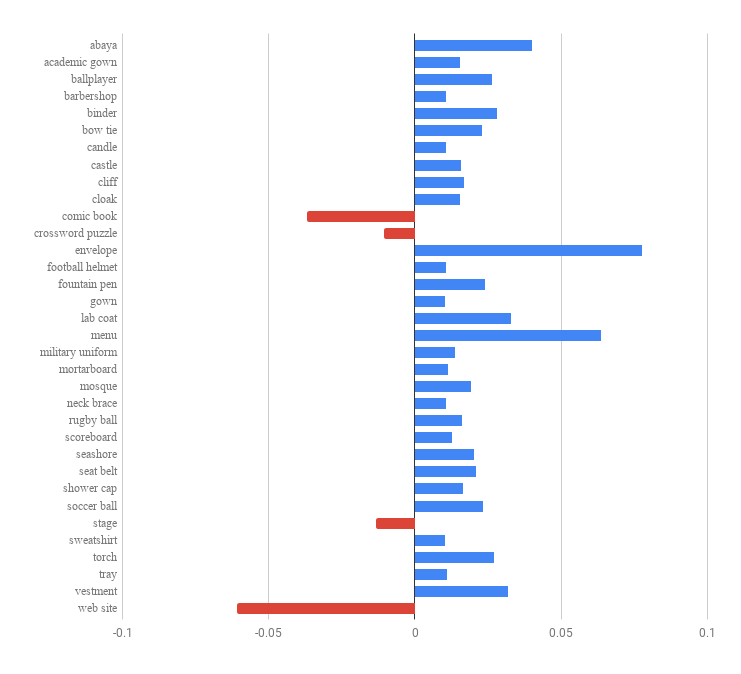 abaya
academic gown
ballplayer
barbershop
binder
bow tie
candle
castle
cliff
cloak
comic book
crossword puzzle
envelope
football helmet
fountain pen
gown
lab coat
menu
military uniform
mortarboard
mosque
neck brace
rugby ball
scoreboard
seashore
seat belt
shower cap
soccer ball
stage
sweatshirt
torch
tray
vestment
web site
-0.1 -0.05 0 0.05 0.1